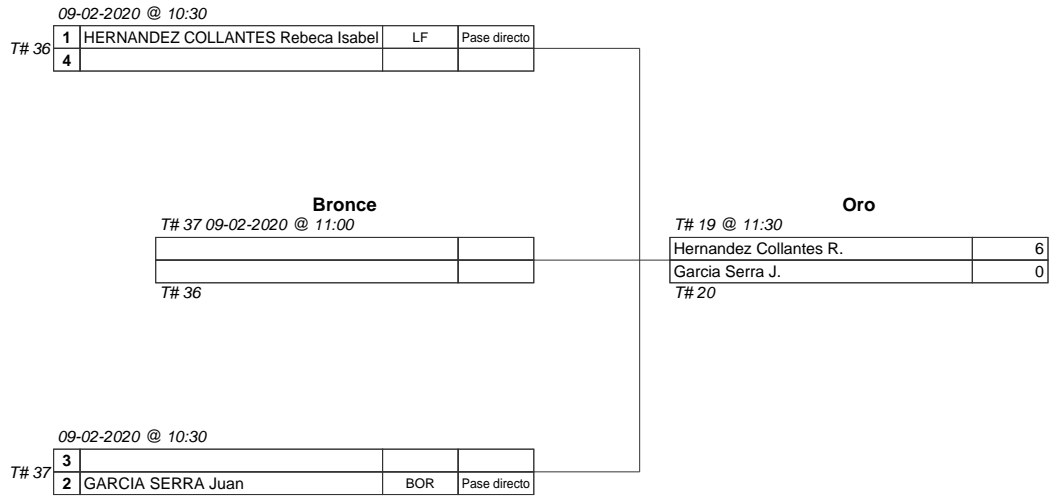 09-02-2020 @ 10:30
T# 36
1 HERNANDEZ COLLANTES Rebeca Isabel LF Pase directo
4
Bronce
T# 37 09-02-2020 @ 11:00
T# 36
Oro
T# 19 @ 11:30
Hernandez Collantes R. 6
Garcia Serra J. 0
T# 20
09-02-2020 @ 10:30
T# 37
3
2 GARCIA SERRA Juan BOR Pase directo